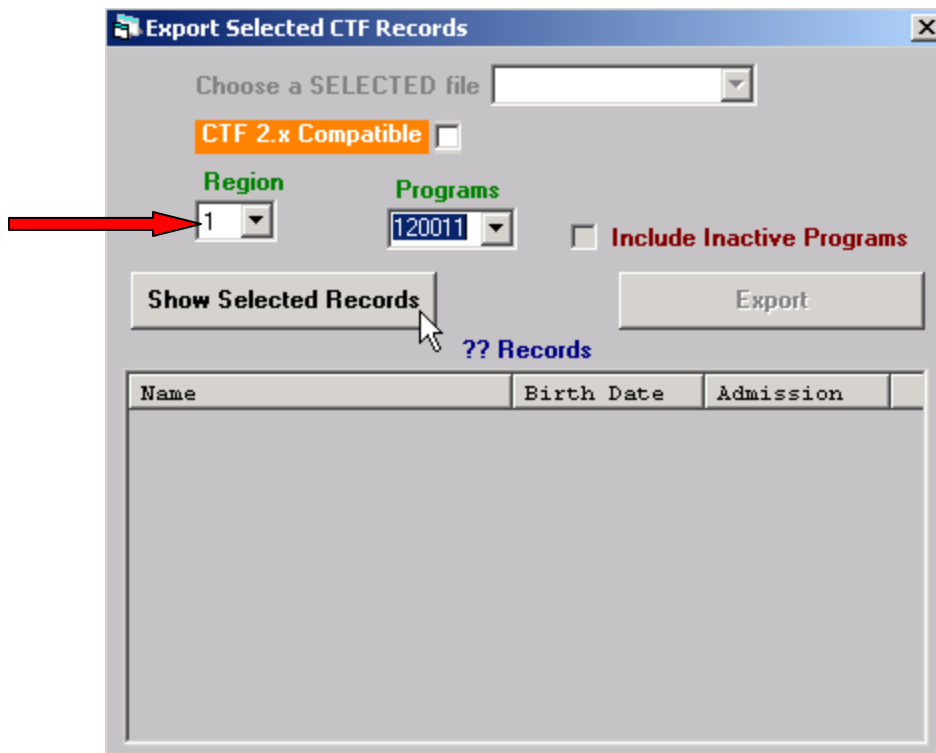 Export Selected CTF Records
Choose a SELECTED file
CTF 2.x Compatible
Region
Programs
1
120011
Include Inactive Programs
Show Selected Records
Export
?? Records
Name Birth Date Admission